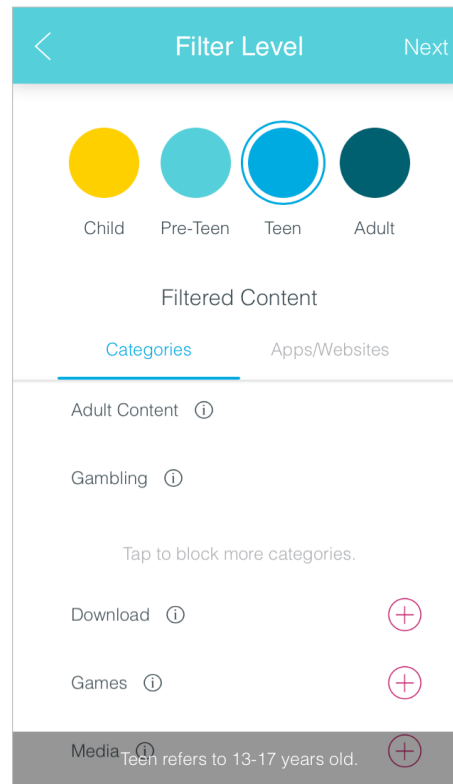 Filter Level Next
Child Pre-Teen Teen Adult
Filtered Content
Categories Apps/Websites
Adult Content
Gambling
Tap to block more categories.
Download
Games
Media
Teen refers to 13-17 years old.